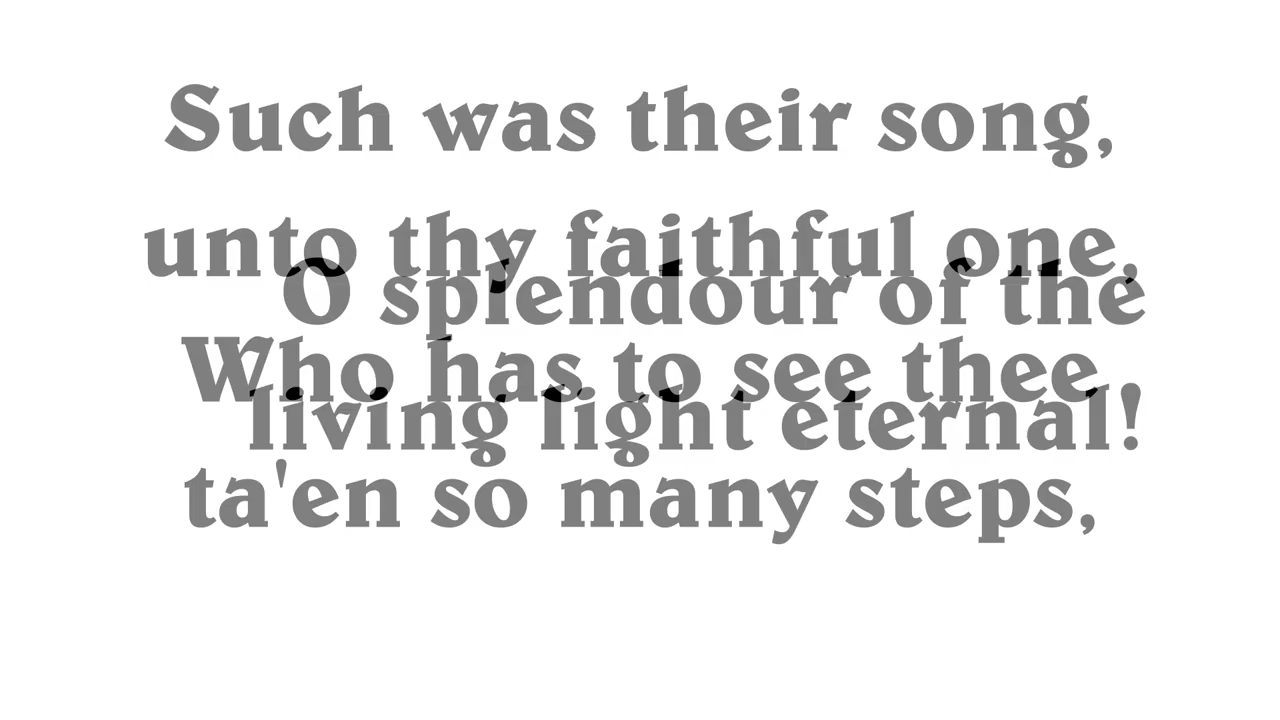 Such was their song,
unto thy faithful one,
O splendour of the
Who has to see thee
living light eternal!
ta'en so many steps,